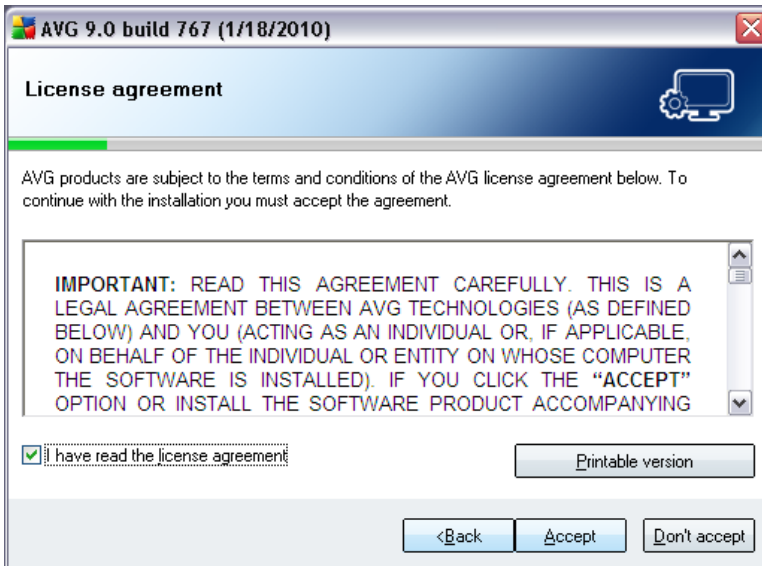 AVG 9.0 build 767 (1/18/2010)
License agreement
AVG products are subject to the terms and conditions of the AVG license agreement below. To
continue with the installation you must accept the agreement.
IMPORTANT: READ THIS AGREEMENT CAREFULLY. THIS IS A
LEGAL AGREEMENT BETWEEN AVG TECHNOLOGIES (AS DEFINED
BELOW) AND YOU (ACTING AS AN INDIVIDUAL OR, IF APPLICABLE,
ON BEHALF OF THE INDIVIDUAL OR ENTITY ON WHOSE COMPUTER
THE SOFTWARE IS INSTALLED). IF YOU CLICK THE “ACCEPT”
OPTION OR INSTALL THE SOFTWARE PRODUCT ACCOMPANYING
I have read the license agreement
Printable version
<Back
Accept
Don't accept